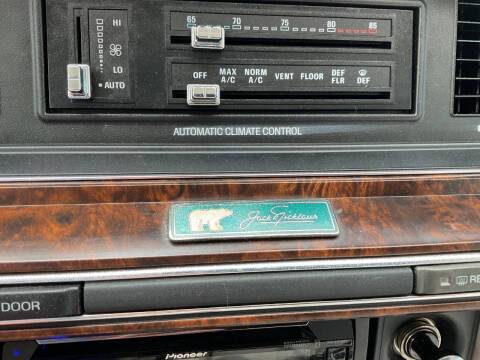 HI
LO
AUTO
65 70 75 80 85
OFF MAX A/C NORM A/C VENT FLOOR DEF FLR DEF
AUTOMATIC CLIMATE CONTROL
Jack Nicklaus
DOOR
RE
Pioneer